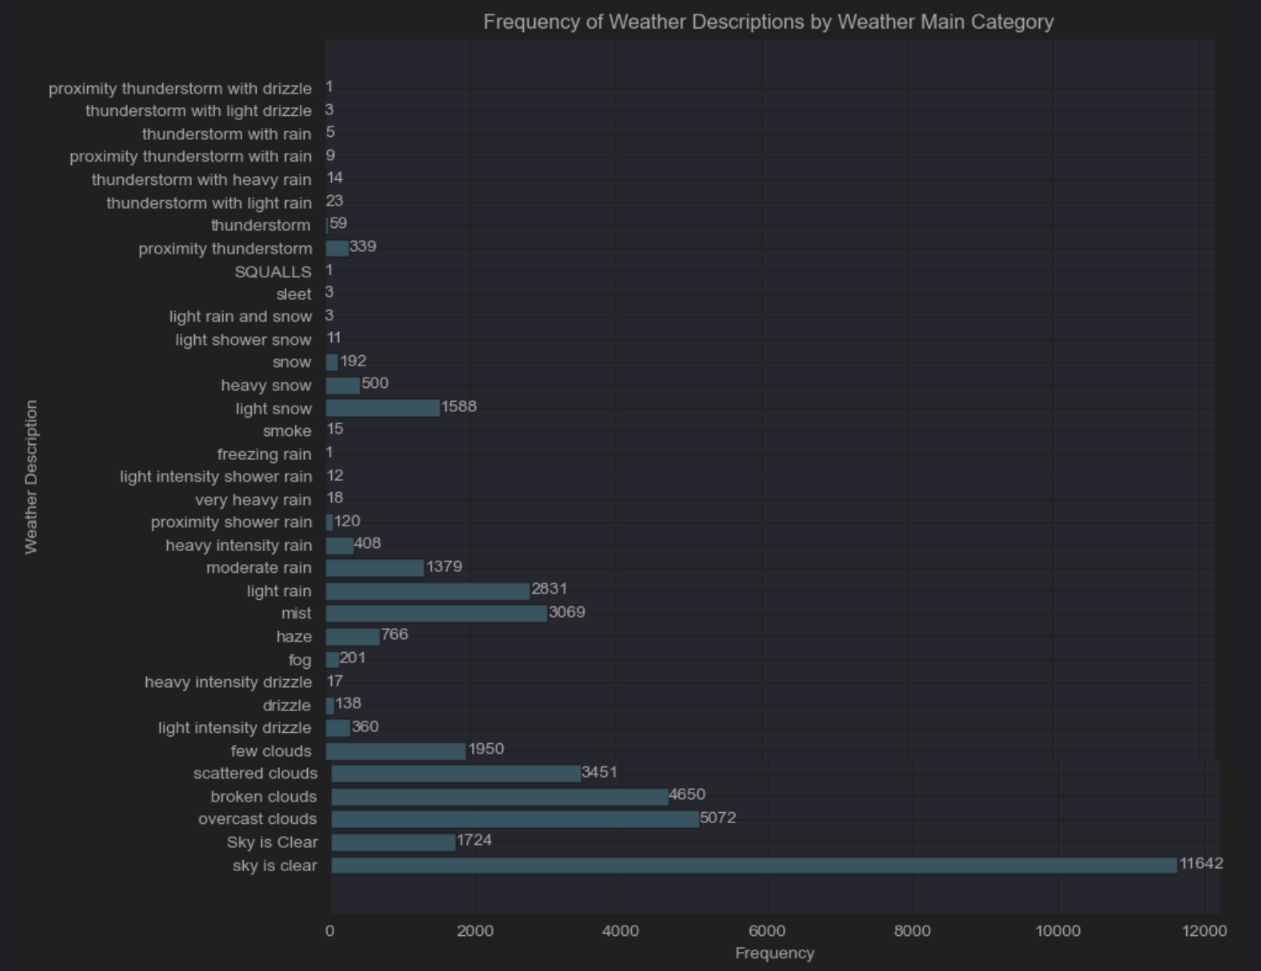 Frequency of Weather Descriptions by Weather Main Category
Weather Description
proximity thunderstorm with drizzle 1
thunderstorm with light drizzle 3
thunderstorm with rain 5
proximity thunderstorm with rain 9
thunderstorm with heavy rain 14
thunderstorm with light rain 23
thunderstorm 59
proximity thunderstorm 339
SQUALLS 1
sleet 3
light rain and snow 3
light shower snow 11
snow 192
heavy snow 500
light snow 1588
smoke 15
freezing rain 1
light intensity shower rain 12
very heavy rain 18
proximity shower rain 120
heavy intensity rain 408
moderate rain 1379
light rain 2831
mist 3069
haze 766
fog 201
heavy intensity drizzle 17
drizzle 138
light intensity drizzle 360
few clouds 1950
scattered clouds 3451
broken clouds 4650
overcast clouds 5072
Sky is Clear 1724
sky is clear 11642
0 2000 4000 6000 8000 10000 12000
Frequency